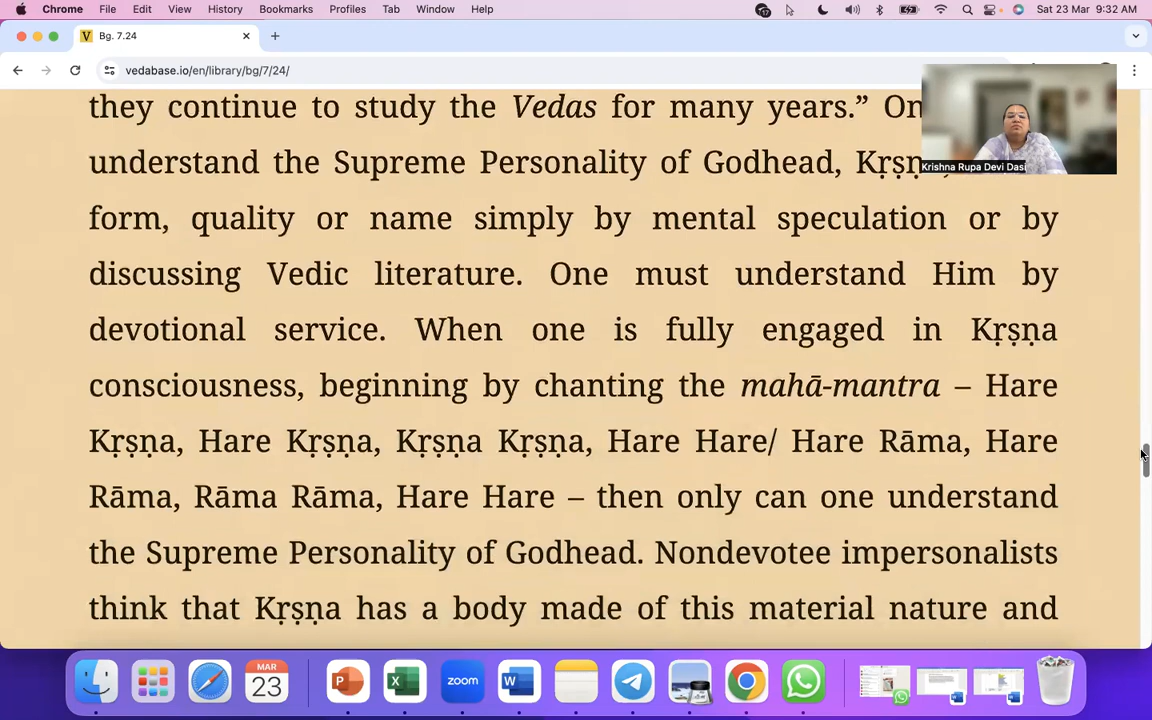 Chrome File Edit View History Bookmarks Profiles Tab Window Help 17 Sat 23 Mar 9:32 AM
V Bg. 7.24
vedabase.io/en/library/bg/7/24/
they continue to study the Vedas for many years.” On
understand the Supreme Personality of Godhead, Kṛṣṇ
Krishna Rupa Devi Dasi
form, quality or name simply by mental speculation or by
discussing Vedic literature. One must understand Him by
devotional service. When one is fully engaged in Kṛṣṇa
consciousness, beginning by chanting the mahā-mantra – Hare
Kṛṣṇa, Hare Kṛṣṇa, Kṛṣṇa Kṛṣṇa, Hare Hare/ Hare Rāma, Hare
Rāma, Rāma Rāma, Hare Hare – then only can one understand
the Supreme Personality of Godhead. Nondevotee impersonalists
think that Kṛṣṇa has a body made of this material nature and
MAR
23 P X zoom W